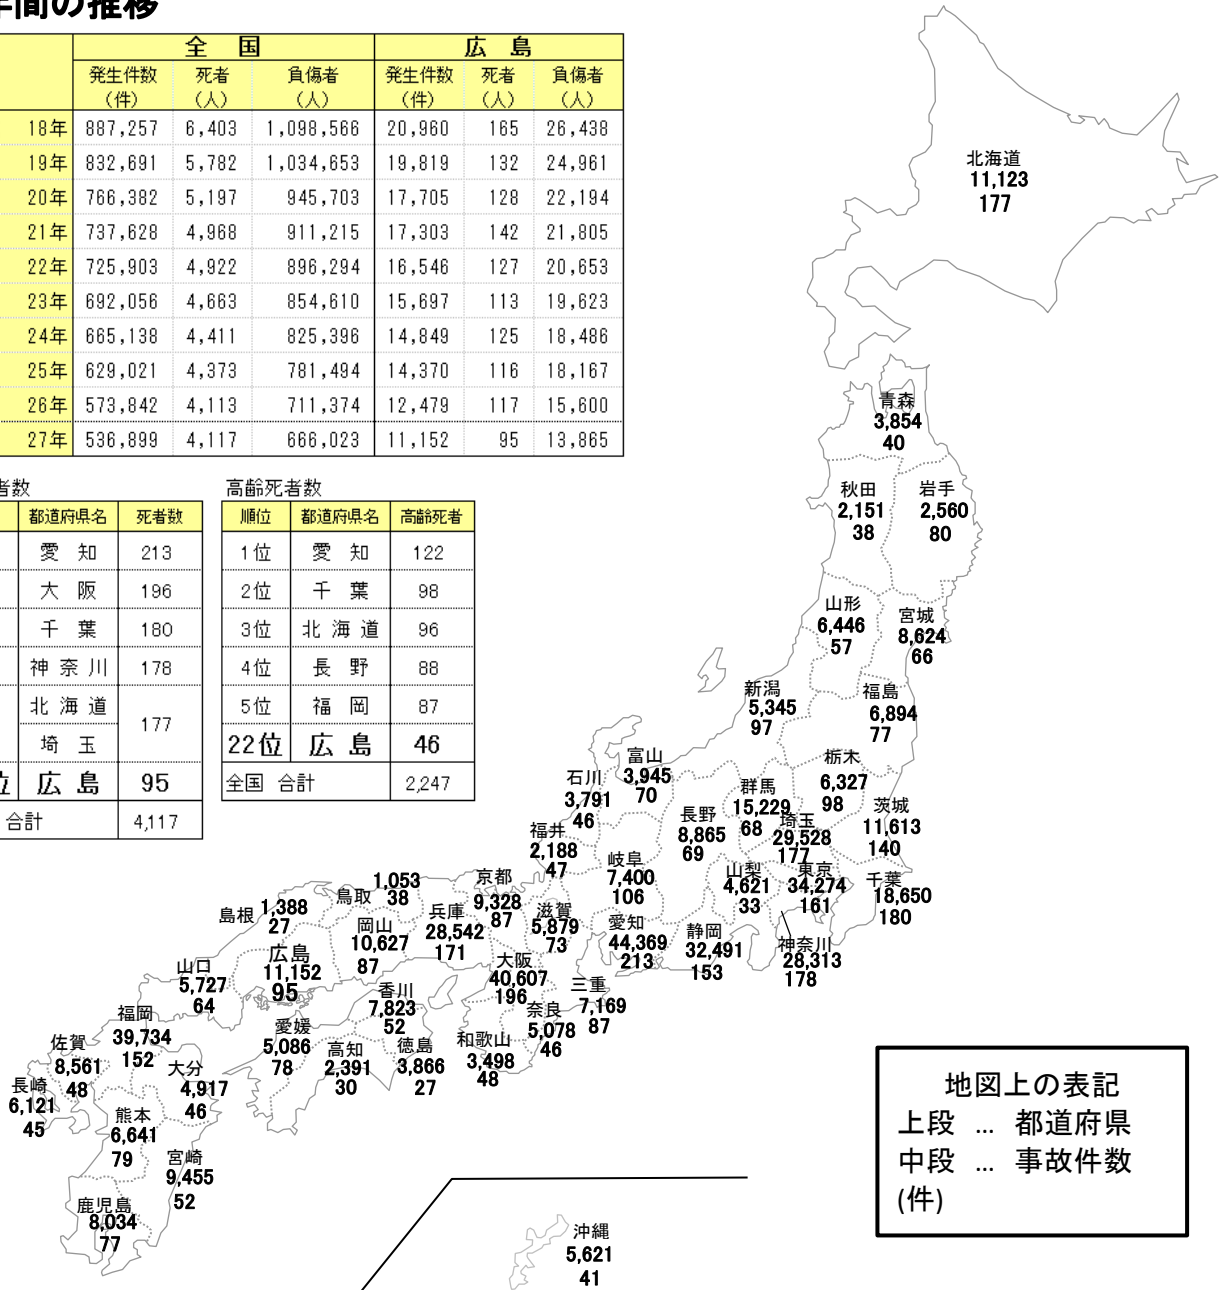 年間の推移
全 国 広 島
発生件数 死者 負傷者 発生件数 死者 負傷者
（件） （人） （人） （件） （人） （人）
18年 887,257 6,403 1,098,566 20,960 165 26,438
19年 832,691 5,782 1,034,653 19,819 132 24,961
20年 766,382 5,197 945,703 17,705 128 22,194
21年 737,628 4,968 911,215 17,303 142 21,805
22年 725,903 4,922 896,294 16,546 127 20,653
23年 692,056 4,663 854,610 15,697 113 19,623
24年 665,138 4,411 825,396 14,849 125 18,486
25年 629,021 4,373 781,494 14,370 116 18,167
26年 573,842 4,113 711,374 12,479 117 15,600
27年 536,899 4,117 666,023 11,152 95 13,865
者数
都道府県名 死者数
愛 知 213
大 阪 196
千 葉 180
神 奈 川 178
北 海 道 177
埼 玉
位 広 島 95
合計 4,117
高齢死者数
順位 都道府県名 高齢死者
1位 愛 知 122
2位 千 葉 98
3位 北 海 道 96
4位 長 野 88
5位 福 岡 87
22位 広 島 46
全国 合計 2,247
北海道
11,123
177
青森
3,854
40
秋田
2,151
38
岩手
2,560
80
山形
6,446
57
宮城
8,624
66
新潟
5,345
97
福島
6,894
77
富山
3,945
70
石川
3,791
46
福井
2,188
47
長野
8,865
69
群馬
15,229
68
栃木
6,327
98
埼玉
29,528
177
茨城
11,613
140
岐阜
7,400
106
山梨
4,621
33
東京
34,274
161
千葉
18,650
180
神奈川
28,313
178
静岡
32,491
153
愛知
44,369
213
三重
7,169
87
滋賀
5,879
73
京都
9,328
87
大阪
40,607
196
奈良
5,078
46
和歌山
3,498
48
兵庫
28,542
171
鳥取
1,053
38
島根
1,388
27
岡山
10,627
87
広島
11,152
95
山口
5,727
64
香川
7,823
52
愛媛
5,086
78
高知
2,391
30
徳島
3,866
27
福岡
39,734
152
佐賀
8,561
48
長崎
6,121
45
大分
4,917
46
熊本
6,641
79
宮崎
9,455
52
鹿児島
8,034
77
沖縄
5,621
41
地図上の表記
上段 … 都道府県
中段 … 事故件数
(件)